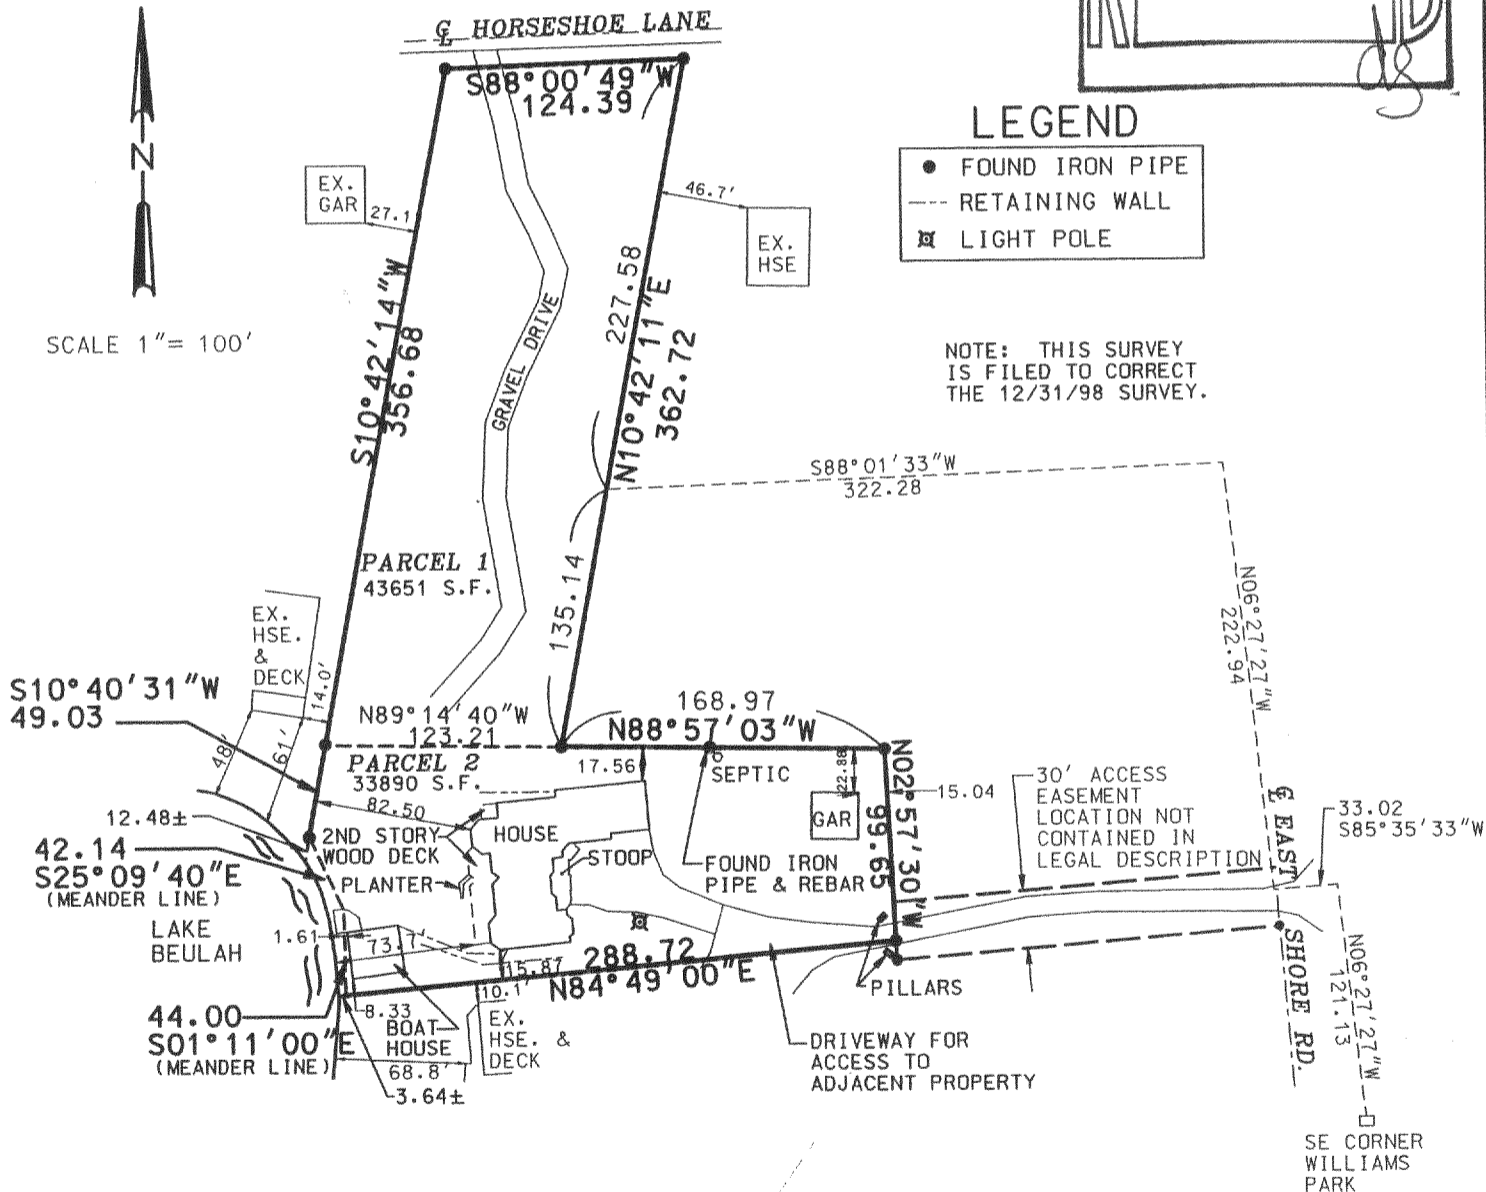 ℄ HORSESHOE LANE
S88°00'49"W
124.39
N
SCALE 1"= 100'
LEGEND
FOUND IRON PIPE
RETAINING WALL
LIGHT POLE
NOTE: THIS SURVEY
IS FILED TO CORRECT
THE 12/31/98 SURVEY.
EX.
GAR
27.1
46.7'
EX.
HSE
S10°42'14"W
356.68
GRAVEL DRIVE
227.58
N10°42'11"E
362.72
S88°01'33"W
322.28
PARCEL 1
43651 S.F.
135.14
N06°27'27"W
222.94
EX.
HSE.
&
DECK
14.0'
S10°40'31"W
49.03
48'
61'
N89°14'40"W
123.21
168.97
N88°57'03"W
PARCEL 2
33890 S.F.
82.50
17.56
SEPTIC
22.88
GAR
N02°57'30"W
99.65
15.04
30' ACCESS
EASEMENT
LOCATION NOT
CONTAINED IN
LEGAL DESCRIPTION
℄ EAST
SHORE RD.
33.02
S85°35'33"W
12.48±
42.14
S25°09'40"E
(MEANDER LINE)
2ND STORY
WOOD DECK
HOUSE
STOOP
PLANTER
FOUND IRON
PIPE & REBAR
LAKE
BEULAH
1.61
73.7'
15.87
288.72
N84°49'00"E
10.1'
PILLARS
N06°27'27"W
121.13
44.00
S01°11'00"E
(MEANDER LINE)
8.33
BOAT
HOUSE
68.8'
3.64±
EX.
HSE. &
DECK
DRIVEWAY FOR
ACCESS TO
ADJACENT PROPERTY
SE CORNER
WILLIAMS
PARK